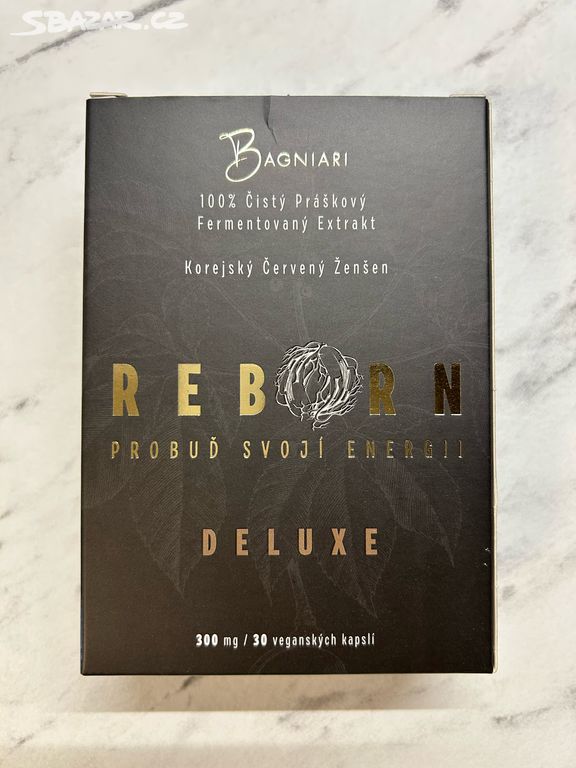 SBAZAR.CZ
BAGNIARI
100% Čistý Práškový
Fermentovaný Extrakt
Korejský Červený Ženšen
REBORN
PROBUĎ SVOJÍ ENERGII
DELUXE
300 mg / 30 veganských kapslí